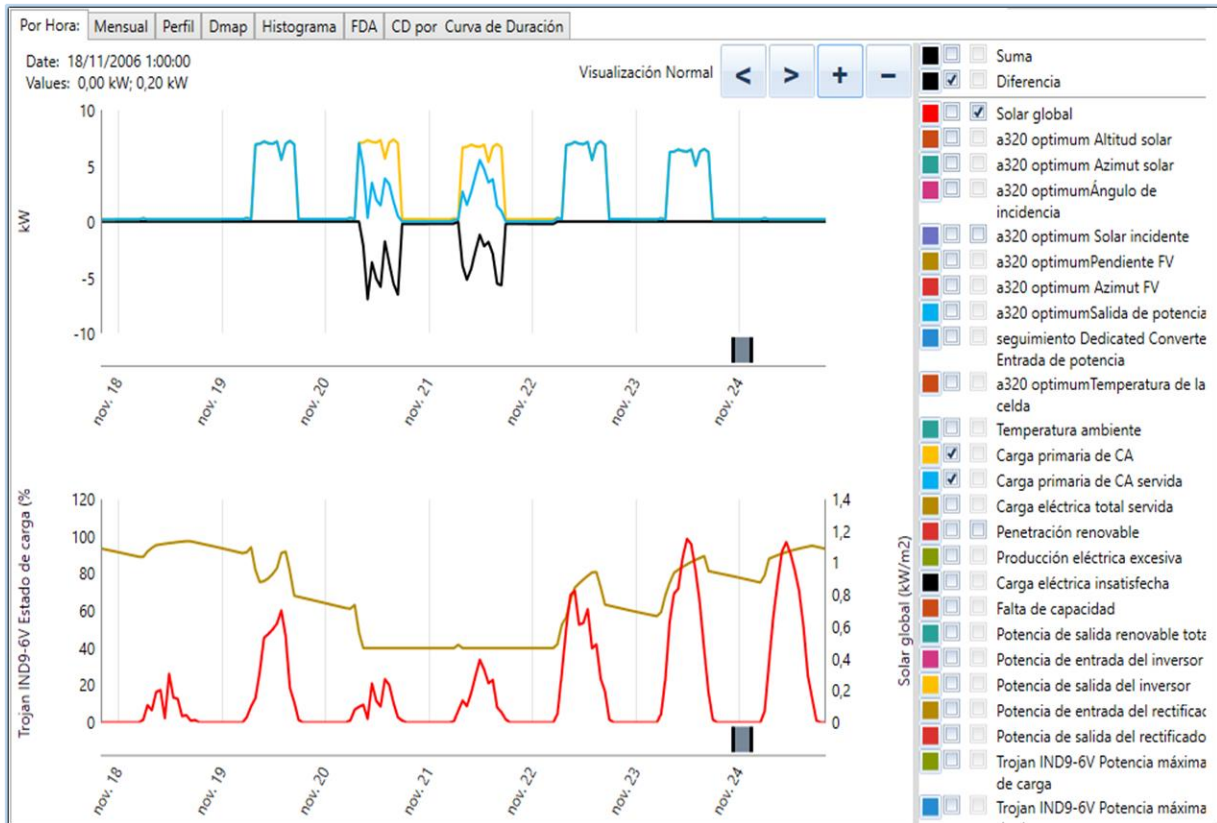 Por Hora: Mensual Perfil Dmap Histograma FDA CD por Curva de Duración
Date: 18/11/2006 1:00:00
Values: 0,00 kW; 0,20 kW
Visualización Normal < > + −
10
5
0
-5
-10
kW
nov. 18
nov. 19
nov. 20
nov. 21
nov. 22
nov. 23
nov. 24
Trojan IND9-6V Estado de carga (%
120
100
80
60
40
20
0
1,4
1,2
1
0,8
0,6
0,4
0,2
0
Solar global (kW/m2)
nov. 18
nov. 19
nov. 20
nov. 21
nov. 22
nov. 23
nov. 24
Suma
Diferencia
Solar global
a320 optimum Altitud solar
a320 optimum Azimut solar
a320 optimumÁngulo de
incidencia
a320 optimum Solar incidente
a320 optimumPendiente FV
a320 optimum Azimut FV
a320 optimumSalida de potencia
seguimiento Dedicated Converte
Entrada de potencia
a320 optimumTemperatura de la
celda
Temperatura ambiente
Carga primaria de CA
Carga primaria de CA servida
Carga eléctrica total servida
Penetración renovable
Producción eléctrica excesiva
Carga eléctrica insatisfecha
Falta de capacidad
Potencia de salida renovable tota
Potencia de entrada del inversor
Potencia de salida del inversor
Potencia de entrada del rectificac
Potencia de salida del rectificado
Trojan IND9-6V Potencia máxima
de carga
Trojan IND9-6V Potencia máxima